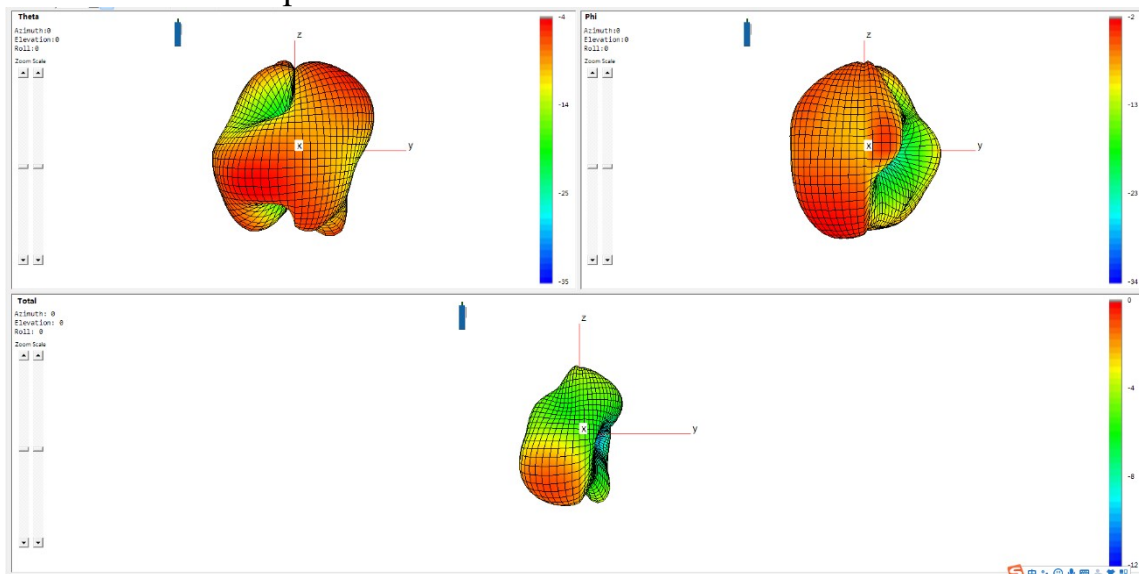 Theta
Azimuth:0
Elevation:0
Roll:0
Zoom Scale
z
x
y
-4
-14
-25
-35
Phi
Azimuth:0
Elevation:0
Roll:0
Zoom Scale
z
x
y
-2
-13
-23
-34
Total
Azimuth: 0
Elevation: 0
Roll: 0
Zoom Scale
z
x
y
0
-4
-8
-12
中